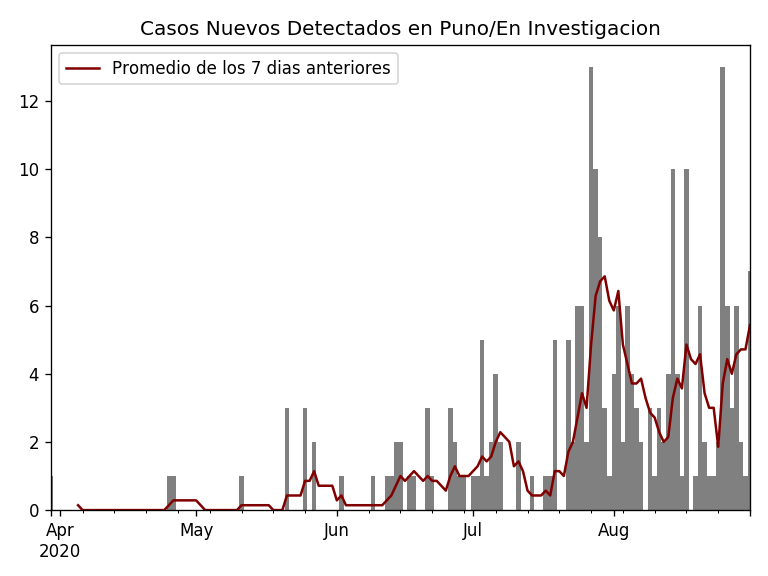 Casos Nuevos Detectados en Puno/En Investigacion
Promedio de los 7 dias anteriores
12
10
8
6
4
2
0
Apr May Jun Jul Aug
2020